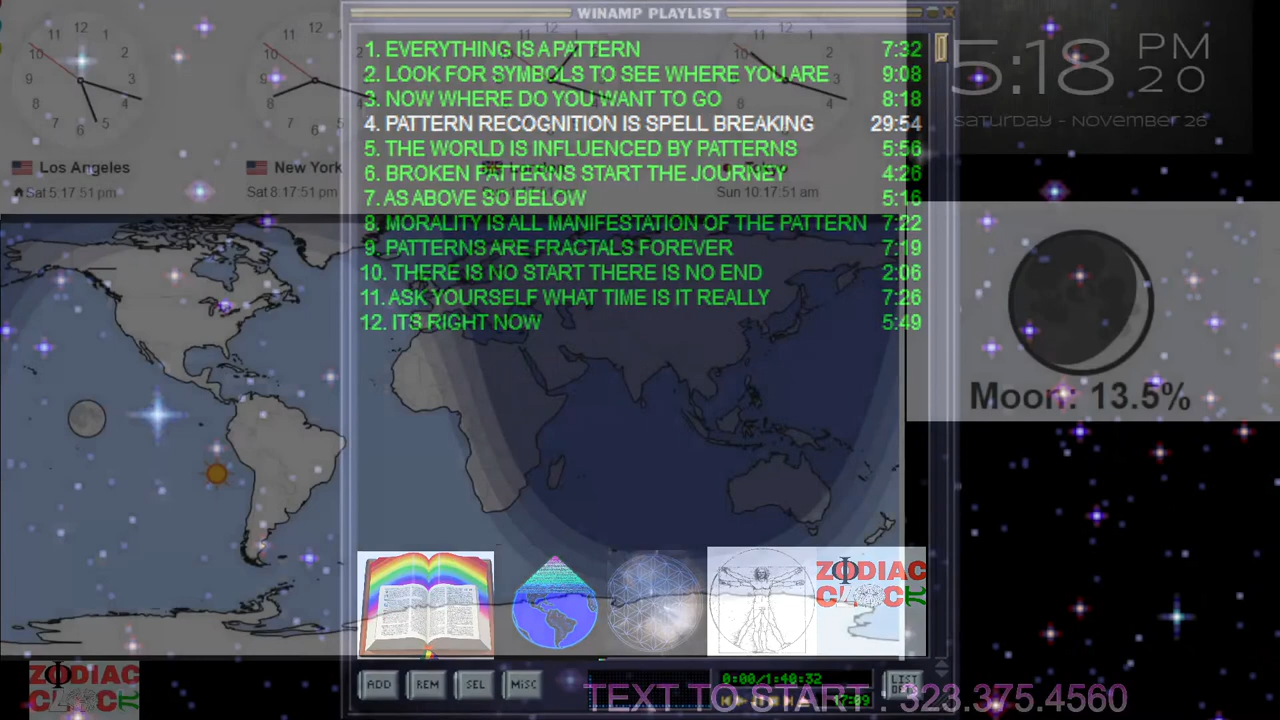 WINAMP PLAYLIST
1. EVERYTHING IS A PATTERN 7:32
2. LOOK FOR SYMBOLS TO SEE WHERE YOU ARE 9:08
3. NOW WHERE DO YOU WANT TO GO 8:18
4. PATTERN RECOGNITION IS SPELL BREAKING 29:54
5. THE WORLD IS INFLUENCED BY PATTERNS 5:56
6. BROKEN PATTERNS START THE JOURNEY 4:26
7. AS ABOVE SO BELOW 5:16
8. MORALITY IS ALL MANIFESTATION OF THE PATTERN 7:22
9. PATTERNS ARE FRACTALS FOREVER 7:19
10. THERE IS NO START THERE IS NO END 2:06
11. ASK YOURSELF WHAT TIME IS IT REALLY 7:26
12. ITS RIGHT NOW 5:49
5:18 PM
20
SATURDAY - NOVEMBER 26
Los Angeles
Sat 5:17:51 pm
New York
Sat 8:17:51 pm
Sun 10:17:51 am
Moon: 13.5%
ZODIAC
CLOCK
ZODIAC
CLOCK
ADD REM SEL MISC
0:00/1:40:32
17:09
LIST
TEXT TO START : 323.375.4560